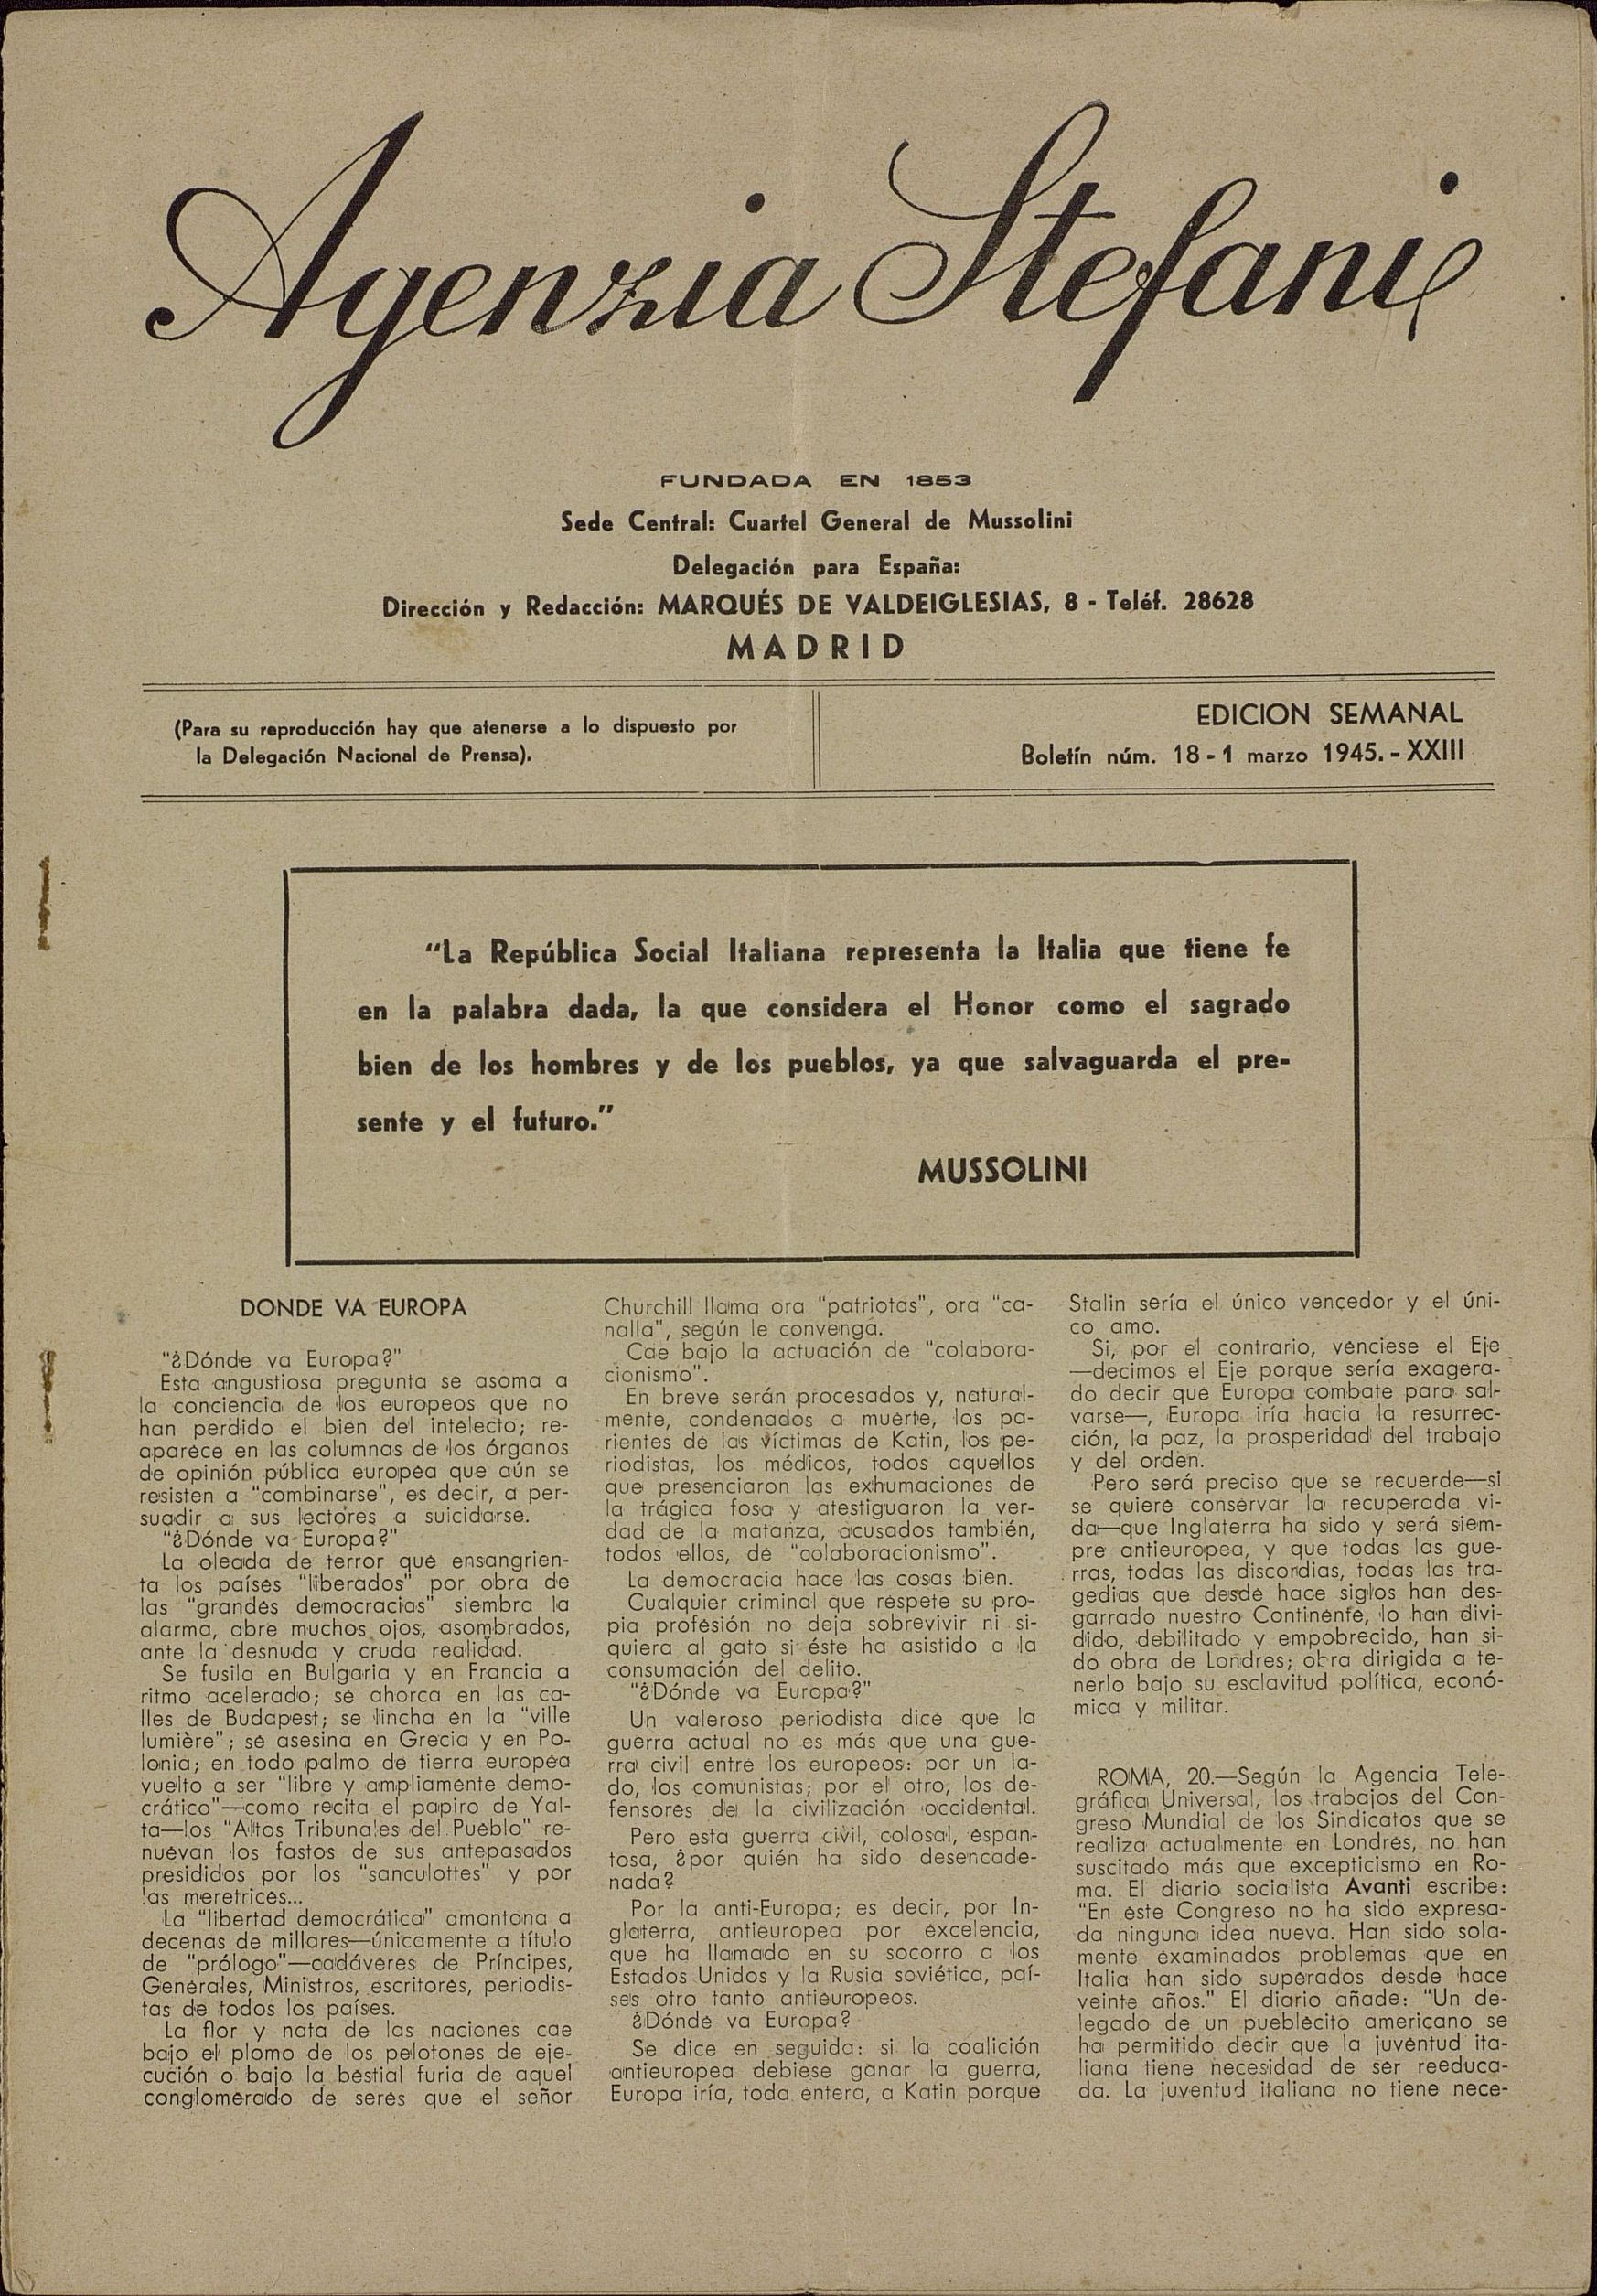 Agenzia Stefani
FUNDADA EN 1853
Sede Central: Cuartel General de Mussolini
Delegación para España:
Dirección y Redacción: MARQUÉS DE VALDEIGLESIAS, 8 - Teléf. 28628
MADRID
(Para su reproducción hay que atenerse a lo dispuesto por
la Delegación Nacional de Prensa).
EDICION SEMANAL
Boletín núm. 18 - 1 marzo 1945. - XXIII
"La República Social Italiana representa la Italia que tiene fe
en la palabra dada, la que considera el Honor como el sagrado
bien de los hombres y de los pueblos, ya que salvaguarda el pre-
sente y el futuro."
MUSSOLINI
DONDE VA EUROPA
"¿Dónde va Europa?"
Esta angustiosa pregunta se asoma a
la conciencia de los europeos que no
han perdido el bien del intelecto; re-
aparece en las columnas de los órganos
de opinión pública europea que aún se
resisten a "combinarse", es decir, a per-
suadir a sus lectores a suicidarse.
"¿Dónde va Europa?"
La oleada de terror que ensangrien-
ta los países "liberados" por obra de
las "grandes democracias" siembra la
alarma, abre muchos ojos, asombrados,
ante la desnuda y cruda realidad.
Se fusila en Bulgaria y en Francia a
ritmo acelerado; se ahorca en las ca-
lles de Budapest; se lincha en la "ville
lumière"; se asesina en Grecia y en Po-
lonia; en todo palmo de tierra europea
vuelto a ser "libre y ampliamente demo-
crático"—como recita el papiro de Yal-
ta—los "Altos Tribunales del Pueblo" re-
nuevan los fastos de sus antepasados
presididos por los "sanculottes" y por
las meretrices...
La "libertad democrática" amontona a
decenas de millares—únicamente a título
de "prólogo"—cadáveres de Príncipes,
Generales, Ministros, escritores, periodis-
tas de todos los países.
La flor y nata de las naciones cae
bajo el plomo de los pelotones de eje-
cución o bajo la bestial furia de aquel
conglomerado de seres que el señor
Churchill llama ora "patriotas", ora "ca-
nalla", según le convenga.
Cae bajo la actuación de "colabora-
cionismo".
En breve serán procesados y, natural-
mente, condenados a muerte, los pa-
rientes de las víctimas de Katin, los pe-
riodistas, los médicos, todos aquellos
que presenciaron las exhumaciones de
la trágica fosa y atestiguaron la ver-
dad de la matanza, acusados también,
todos ellos, de "colaboracionismo".
La democracia hace las cosas bien.
Cualquier criminal que respete su pro-
pia profesión no deja sobrevivir ni si-
quiera al gato si éste ha asistido a la
consumación del delito.
"¿Dónde va Europa?"
Un valeroso periodista dice que la
guerra actual no es más que una gue-
rra civil entre los europeos: por un la-
do, los comunistas; por el otro, los de-
fensores de la civilización occidental.
Pero esta guerra civil, colosal, espan-
tosa, ¿por quién ha sido desencade-
nada?
Por la anti-Europa; es decir, por In-
glaterra, antieuropea por excelencia,
que ha llamado en su socorro a los
Estados Unidos y la Rusia soviética, paí-
ses otro tanto antieuropeos.
¿Dónde va Europa?
Se dice en seguida: si la coalición
antieuropea debiese ganar la guerra,
Europa iría, toda entera, a Katin porque
Stalin sería el único vencedor y el úni-
co amo.
Si, por el contrario, venciese el Eje
—decimos el Eje porque sería exagera-
do decir que Europa combate para sal-
varse—, Europa iría hacia la resurrec-
ción, la paz, la prosperidad del trabajo
y del orden.
Pero será preciso que se recuerde—si
se quiere conservar la recuperada vi-
da—que Inglaterra ha sido y será siem-
pre antieuropea, y que todas las gue-
rras, todas las discordias, todas las tra-
gedias que desde hace siglos han des-
garrado nuestro Continente, lo han divi-
dido, debilitado y empobrecido, han si-
do obra de Londres; obra dirigida a te-
nerlo bajo su esclavitud política, econó-
mica y militar.
ROMA, 20.—Según la Agencia Tele-
gráfica Universal, los trabajos del Con-
greso Mundial de los Sindicatos que se
realiza actualmente en Londres, no han
suscitado más que excepticismo en Ro-
ma. El diario socialista Avanti escribe:
"En este Congreso no ha sido expresa-
da ninguna idea nueva. Han sido sola-
mente examinados problemas que en
Italia han sido superados desde hace
veinte años." El diario añade: "Un de-
legado de un pueblecito americano se
ha permitido decir que la juventud ita-
liana tiene necesidad de ser reeduca-
da. La juventud italiana no tiene nece-